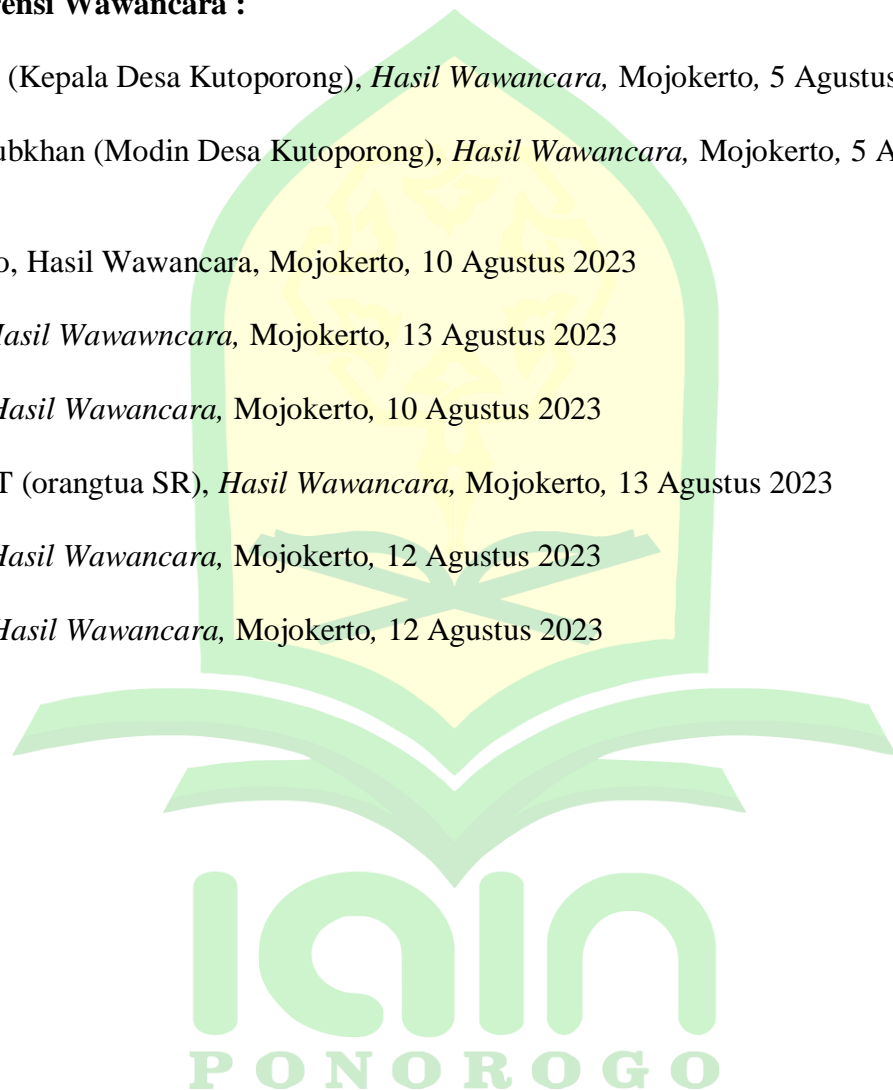 ensi Wawancara :
(Kepala Desa Kutoporong), Hasil Wawancara, Mojokerto, 5 Agustus
ubkhan (Modin Desa Kutoporong), Hasil Wawancara, Mojokerto, 5 A
o, Hasil Wawancara, Mojokerto, 10 Agustus 2023
Hasil Wawawncara, Mojokerto, 13 Agustus 2023
Hasil Wawancara, Mojokerto, 10 Agustus 2023
T (orangtua SR), Hasil Wawancara, Mojokerto, 13 Agustus 2023
Hasil Wawancara, Mojokerto, 12 Agustus 2023
Hasil Wawancara, Mojokerto, 12 Agustus 2023
IAIN
PONOROGO